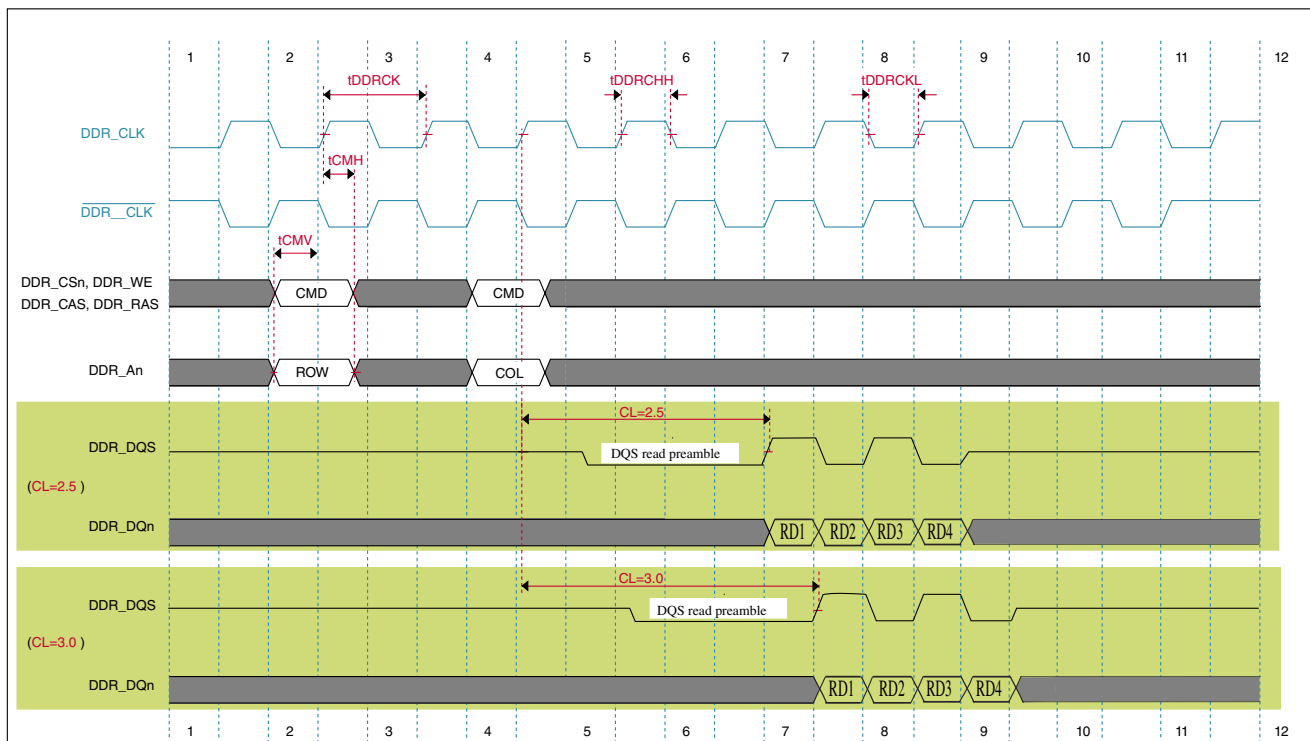 1 2 3 4 5 6 7 8 9 10 11 12
tDDRCK tDDRCHH tDDRCKL
DDR_CLK
tCMH
DDR__CLK
tCMV
DDR_CSn, DDR_WE
DDR_CAS, DDR_RAS
CMD CMD
DDR_An ROW COL
CL=2.5
DDR_DQS DQS read preamble
(CL=2.5 )
DDR_DQn RD1 RD2 RD3 RD4
CL=3.0
DDR_DQS DQS read preamble
(CL=3.0 )
DDR_DQn RD1 RD2 RD3 RD4
1 2 3 4 5 6 7 8 9 10 11 12